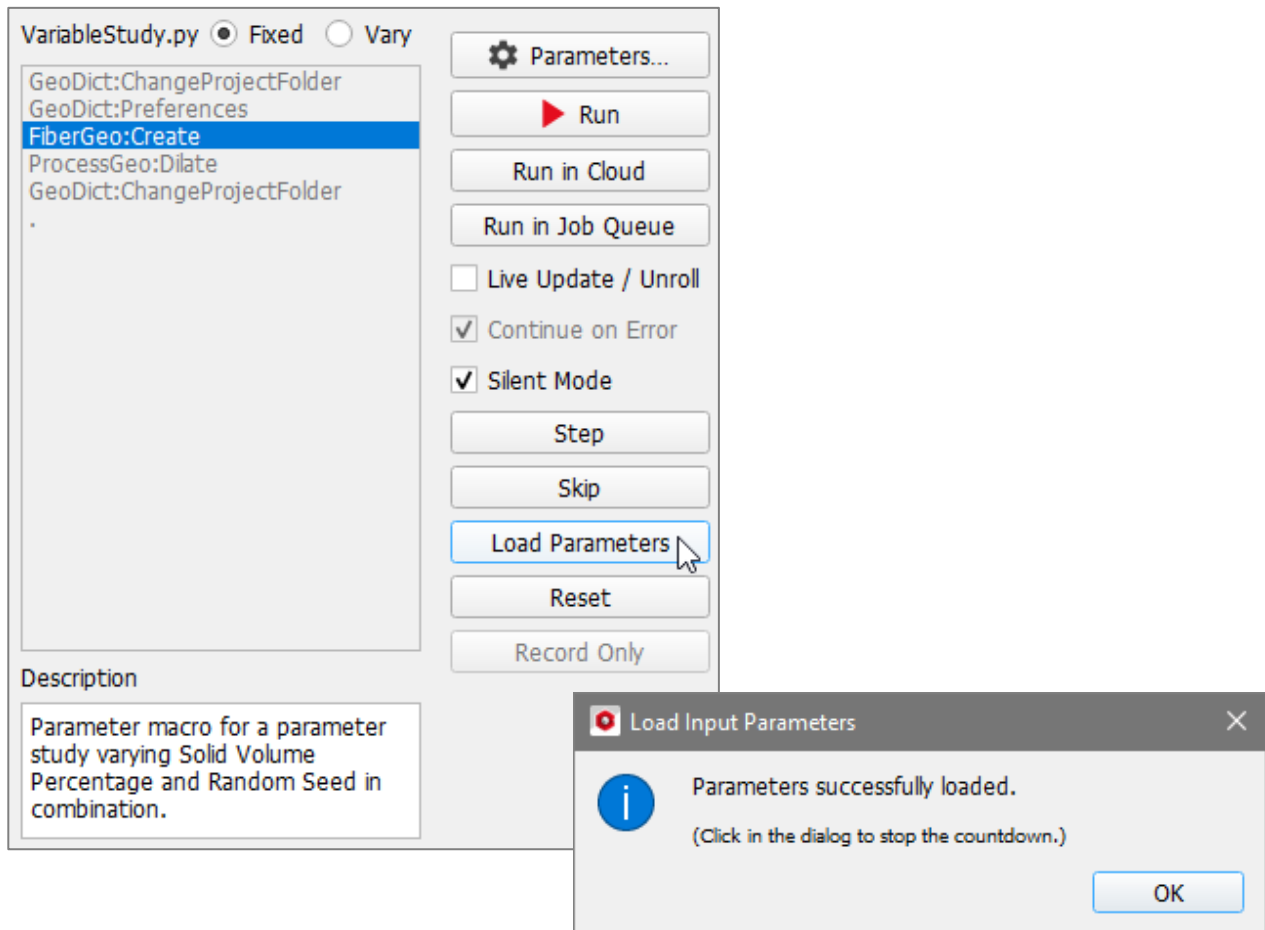 VariableStudy.py Fixed Vary
GeoDict:ChangeProjectFolder
GeoDict:Preferences
FiberGeo:Create
ProcessGeo:Dilate
GeoDict:ChangeProjectFolder
.
Parameters...
Run
Run in Cloud
Run in Job Queue
Live Update / Unroll
Continue on Error
Silent Mode
Step
Skip
Load Parameters
Reset
Record Only
Description
Parameter macro for a parameter
study varying Solid Volume
Percentage and Random Seed in
combination.
Load Input Parameters
Parameters successfully loaded.
(Click in the dialog to stop the countdown.)
OK